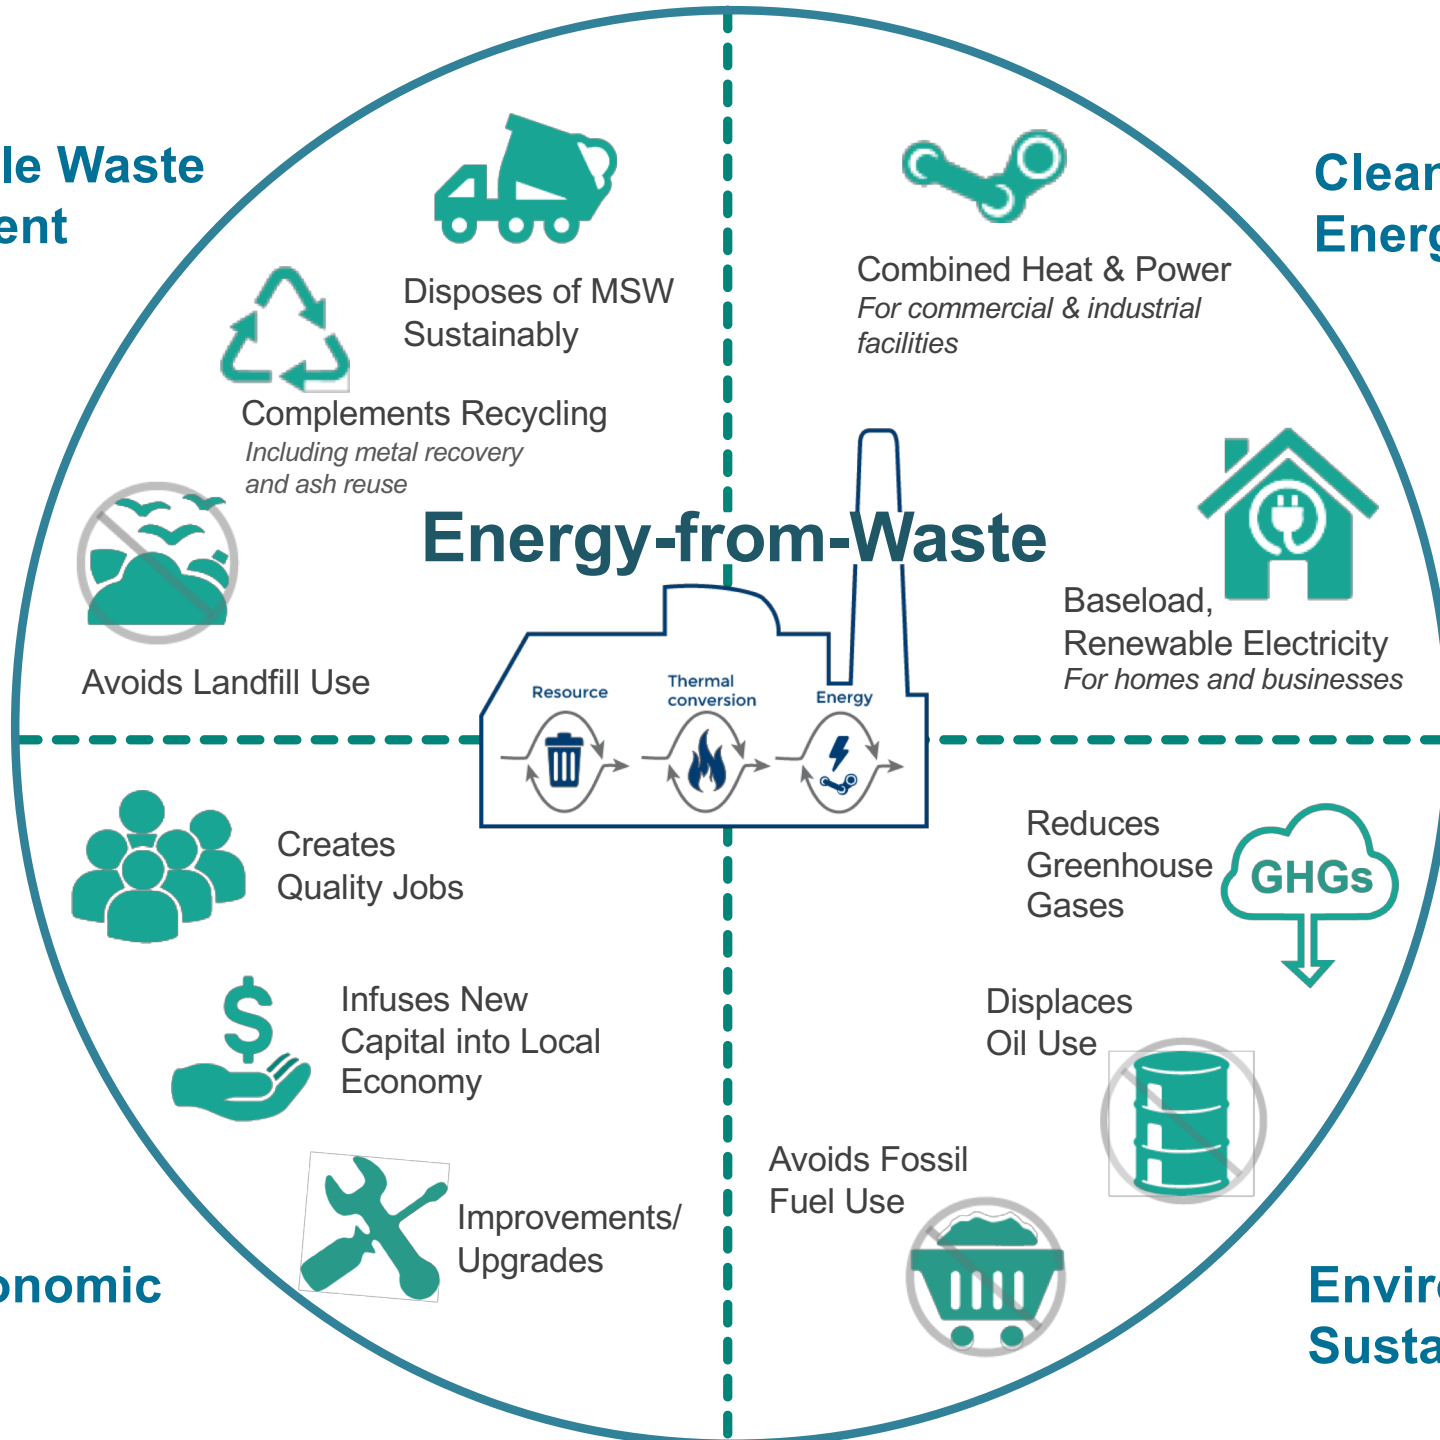 le Waste
ent
Disposes of MSW
Sustainably
Complements Recycling
Including metal recovery
and ash reuse
Avoids Landfill Use
Clean
Energ
Combined Heat & Power
For commercial & industrial
facilities
Baseload,
Renewable Electricity
For homes and businesses
Energy-from-Waste
Resource
Thermal
conversion
Energy
Creates
Quality Jobs
$
Infuses New
Capital into Local
Economy
Improvements/
Upgrades
onomic
Reduces
Greenhouse
Gases
GHGs
Displaces
Oil Use
Avoids Fossil
Fuel Use
Enviro
Susta